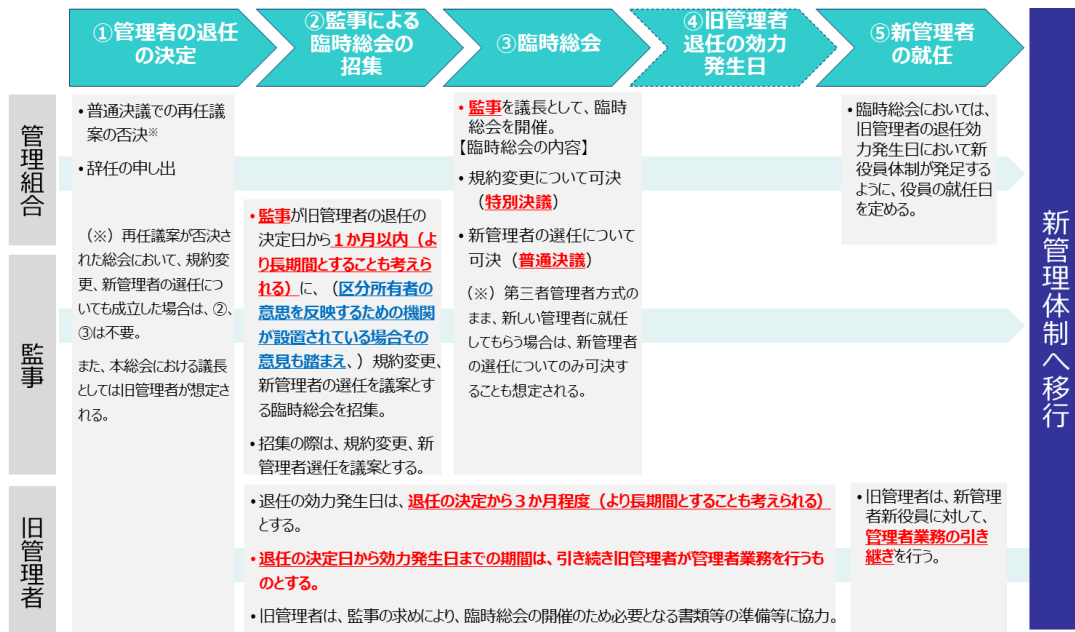 ①管理者の退任
の決定
②監事による
臨時総会の
招集
③臨時総会
④旧管理者
退任の効力
発生日
⑤新管理者
の就任
管理組合
・普通決議での再任議
案の否決※
・辞任の申し出
（※）再任議案が否決さ
れた総会において、規約変
更、新管理者の選任につ
いても成立した場合は、②、
③は不要。
また、本総会における議長
としては旧管理者が想定さ
れる。
・監事が旧管理者の退任の
決定日から１か月以内（よ
り長期間とすることも考えら
れる）に、（区分所有者の
意思を反映するための機関
が設置されている場合その
意見も踏まえ、）規約変更、
新管理者の選任を議案とす
る臨時総会を招集。
・招集の際は、規約変更、新
管理者選任を議案とする。
・監事を議長として、臨時
総会を開催。
【臨時総会の内容】
・規約変更について可決
（特別決議）
・新管理者の選任について
可決（普通決議）
（※）第三者管理者方式の
まま、新しい管理者に就任
してもらう場合は、新管理者
の選任についてのみ可決す
ることも想定される。
・臨時総会においては、
旧管理者の退任効
力発生日において新
役員体制が発足する
ように、役員の就任日
を定める。
監事
旧管理者
・退任の効力発生日は、退任の決定から３か月程度（より長期間とすることも考えられる）
とする。
・退任の決定日から効力発生日までの期間は、引き続き旧管理者が管理者業務を行うも
のとする。
・旧管理者は、監事の求めにより、臨時総会の開催のため必要となる書類等の準備等に協力。
・旧管理者は、新管理
者新役員に対して、
管理者業務の引き
継ぎを行う。
新管理体制へ移行